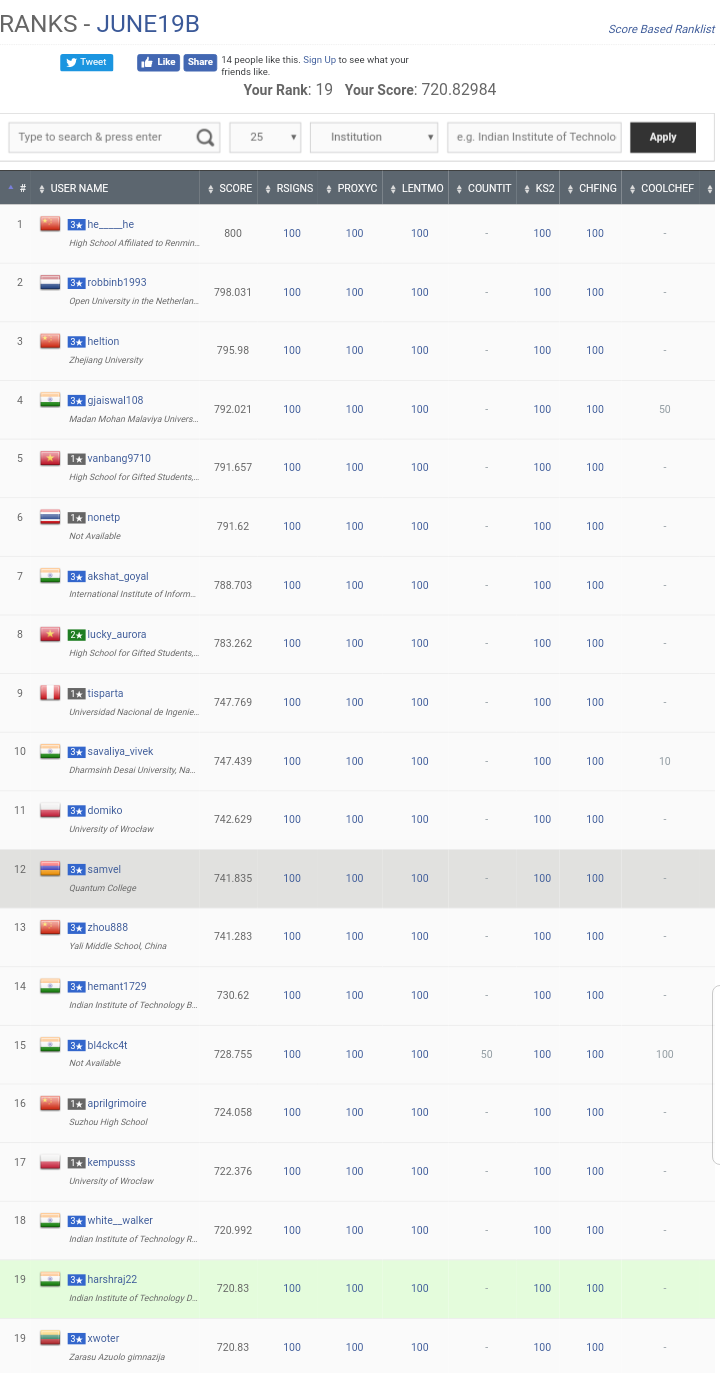 RANKS - JUNE19B
Score Based Ranklist
Tweet Like Share 14 people like this. Sign Up to see what your
friends like.
Your Rank: 19 Your Score: 720.82984
Type to search & press enter 25 Institution e.g. Indian Institute of Technolo Apply
# USER NAME SCORE RSIGNS PROXYC LENTMO COUNTIT KS2 CHFING COOLCHEF
1 3★ he____he 800 100 100 100 - 100 100 -
High School Affiliated to Renmin...
2 3★ robbinb1993 798.031 100 100 100 - 100 100 -
Open University in the Netherlan...
3 3★ heltion 795.98 100 100 100 - 100 100 -
Zhejiang University
4 3★ gjaiswal108 792.021 100 100 100 - 100 100 50
Madan Mohan Malaviya Univers...
5 1★ vanbang9710 791.657 100 100 100 - 100 100 -
High School for Gifted Students,...
6 1★ nonetp 791.62 100 100 100 - 100 100 -
Not Available
7 3★ akshat_goyal 788.703 100 100 100 - 100 100 -
International Institute of Inform...
8 2★ lucky_aurora 783.262 100 100 100 - 100 100 -
High School for Gifted Students,...
9 1★ tisparta 747.769 100 100 100 - 100 100 -
Universidad Nacional de Ingenie...
10 3★ savaliya_vivek 747.439 100 100 100 - 100 100 10
Dharmsinh Desai University, Na...
11 3★ domiko 742.629 100 100 100 - 100 100 -
University of Wrocław
12 3★ samvel 741.835 100 100 100 - 100 100 -
Quantum College
13 3★ zhou888 741.283 100 100 100 - 100 100 -
Yali Middle School, China
14 3★ hemant1729 730.62 100 100 100 - 100 100 -
Indian Institute of Technology B...
15 3★ bl4ckc4t 728.755 100 100 100 50 100 100 100
Not Available
16 1★ aprilgrimoire 724.058 100 100 100 - 100 100 -
Suzhou High School
17 1★ kempusss 722.376 100 100 100 - 100 100 -
University of Wrocław
18 3★ white__walker 720.992 100 100 100 - 100 100 -
Indian Institute of Technology R...
19 3★ harshraj22 720.83 100 100 100 - 100 100 -
Indian Institute of Technology D...
19 3★ xwoter 720.83 100 100 100 - 100 100 -
Zarasu Azuolo gimnazija